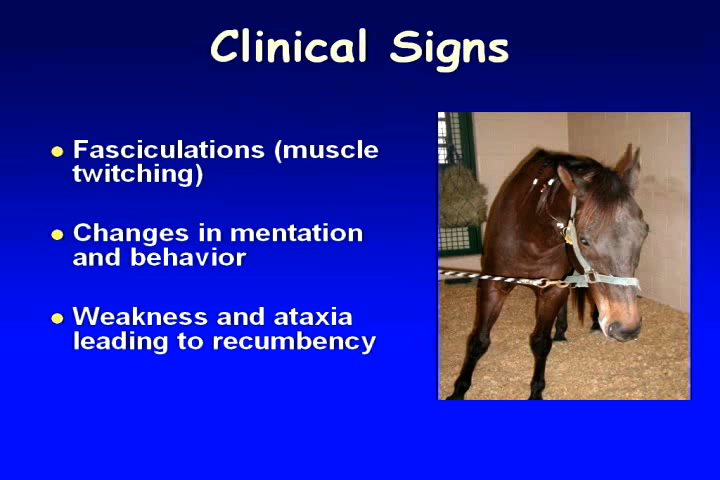 Clinical Signs
Fasciculations (muscle
twitching)
Changes in mentation
and behavior
Weakness and ataxia
leading to recumbency